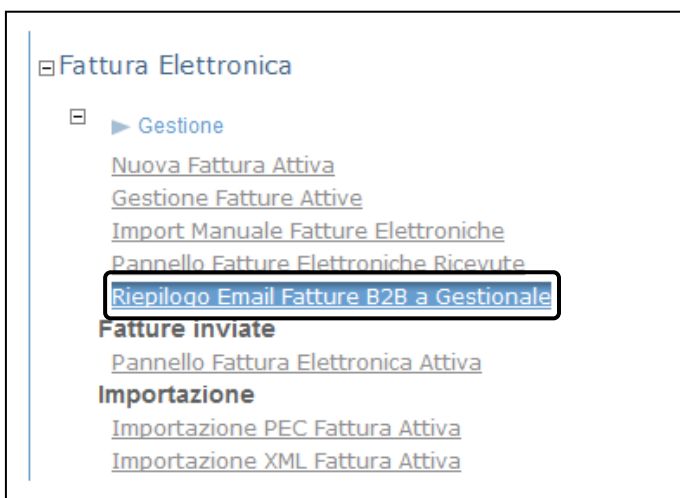 Fattura Elettronica
Gestione
Nuova Fattura Attiva
Gestione Fatture Attive
Import Manuale Fatture Elettroniche
Pannello Fatture Elettroniche Ricevute
Riepilogo Email Fatture B2B a Gestionale
Fatture inviate
Pannello Fattura Elettronica Attiva
Importazione
Importazione PEC Fattura Attiva
Importazione XML Fattura Attiva